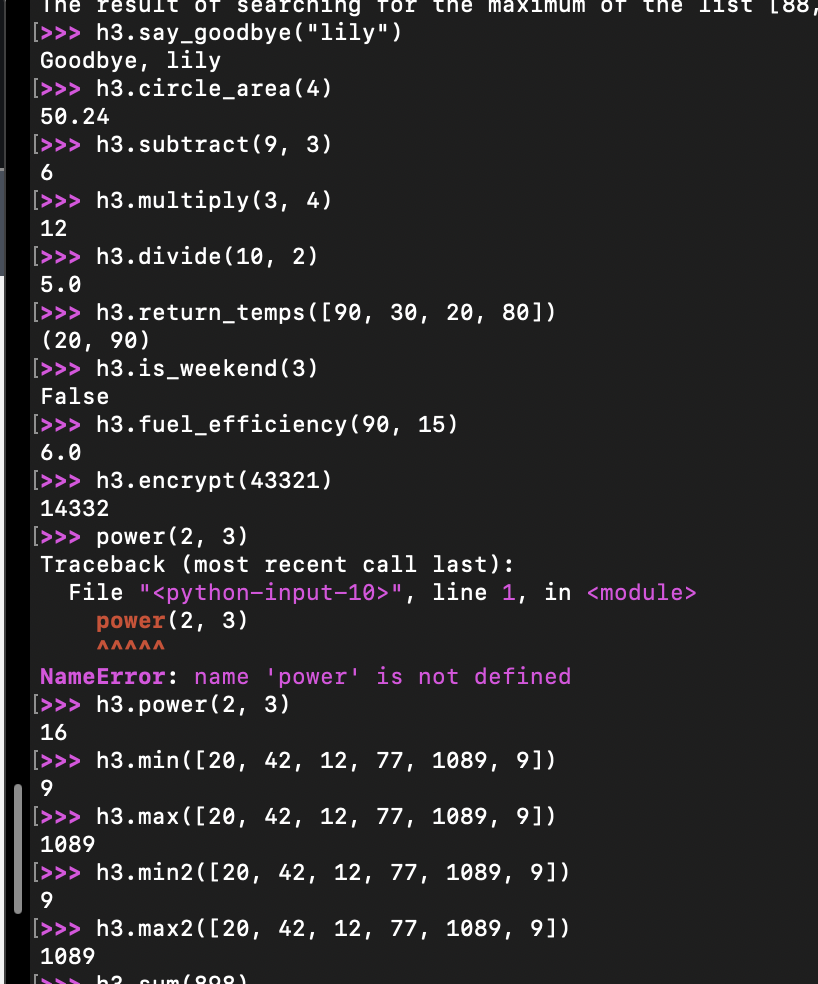 The result of searching for the maximum of the list [88,
[>>> h3.say_goodbye("lily")
Goodbye, lily
[>>> h3.circle_area(4)
50.24
[>>> h3.subtract(9, 3)
6
[>>> h3.multiply(3, 4)
12
[>>> h3.divide(10, 2)
5.0
[>>> h3.return_temps([90, 30, 20, 80])
(20, 90)
[>>> h3.is_weekend(3)
False
[>>> h3.fuel_efficiency(90, 15)
6.0
[>>> h3.encrypt(43321)
14332
[>>> power(2, 3)
Traceback (most recent call last):
  File "<python-input-10>", line 1, in <module>
    power(2, 3)
    ^^^^^
NameError: name 'power' is not defined
[>>> h3.power(2, 3)
16
[>>> h3.min([20, 42, 12, 77, 1089, 9])
9
[>>> h3.max([20, 42, 12, 77, 1089, 9])
1089
[>>> h3.min2([20, 42, 12, 77, 1089, 9])
9
[>>> h3.max2([20, 42, 12, 77, 1089, 9])
1089
[>>> h3.sum(898)